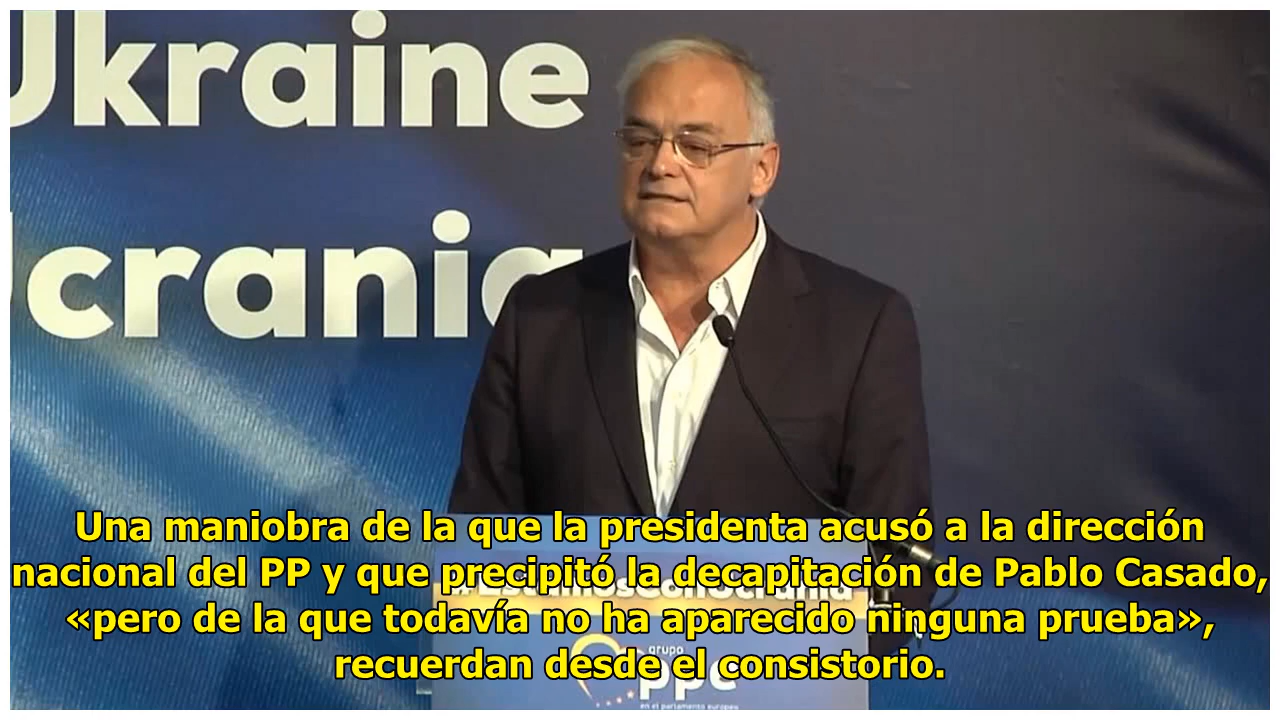 Ukraine
Ucrania
Una maniobra de la que la presidenta acusó a la dirección
nacional del PP y que precipitó la decapitación de Pablo Casado,
#EstamosConUcrania
«pero de la que todavía no ha aparecido ninguna prueba»,
recuerdan desde el consistorio.
grupo
ppe
en el parlamento europeo